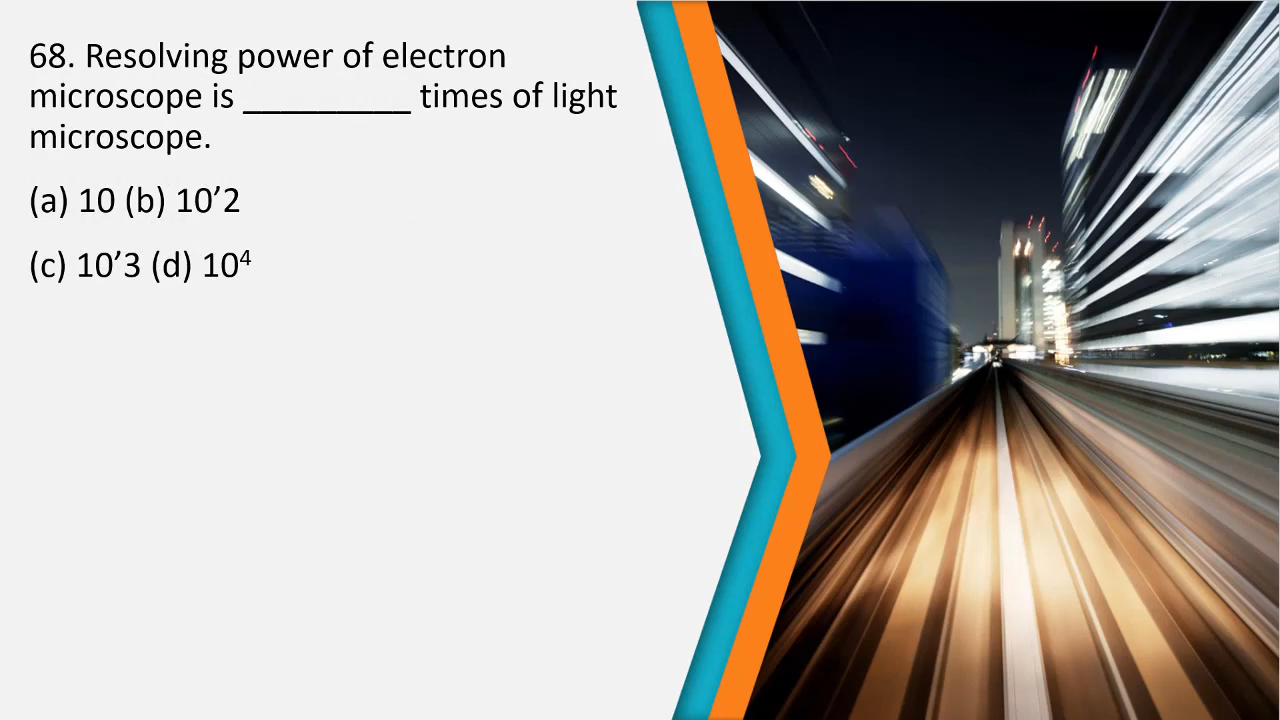 68. Resolving power of electron
microscope is _________ times of light
microscope.
(a) 10 (b) 10’2
(c) 10’3 (d) 10⁴